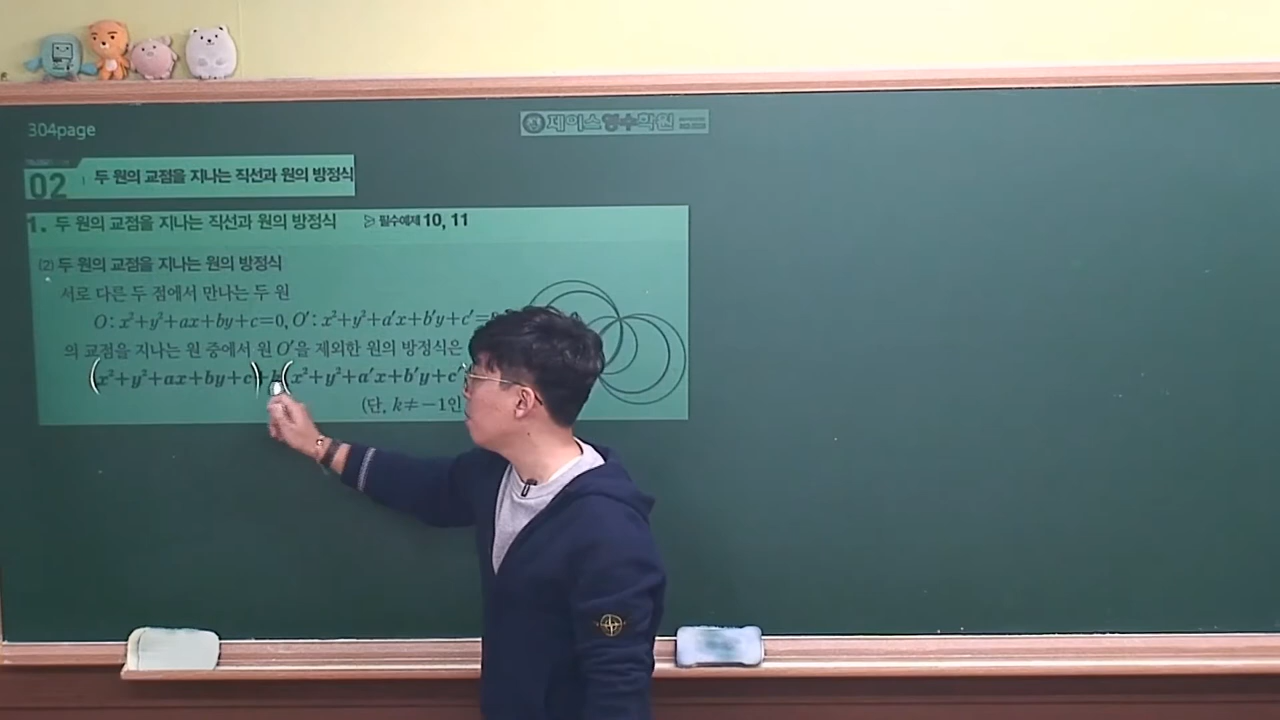 304page
제이스영수학원
02 두 원의 교점을 지나는 직선과 원의 방정식
1. 두 원의 교점을 지나는 직선과 원의 방정식 ▷ 필수예제 10, 11
(2) 두 원의 교점을 지나는 원의 방정식
서로 다른 두 점에서 만나는 두 원
O: x²+y²+ax+by+c=0, O′: x²+y²+a′x+b′y+c′=
의 교점을 지나는 원 중에서 원 O′을 제외한 원의 방정식은
(x²+y²+ax+by+c)+k(x²+y²+a′x+b′y+c′
(단, k≠−1인